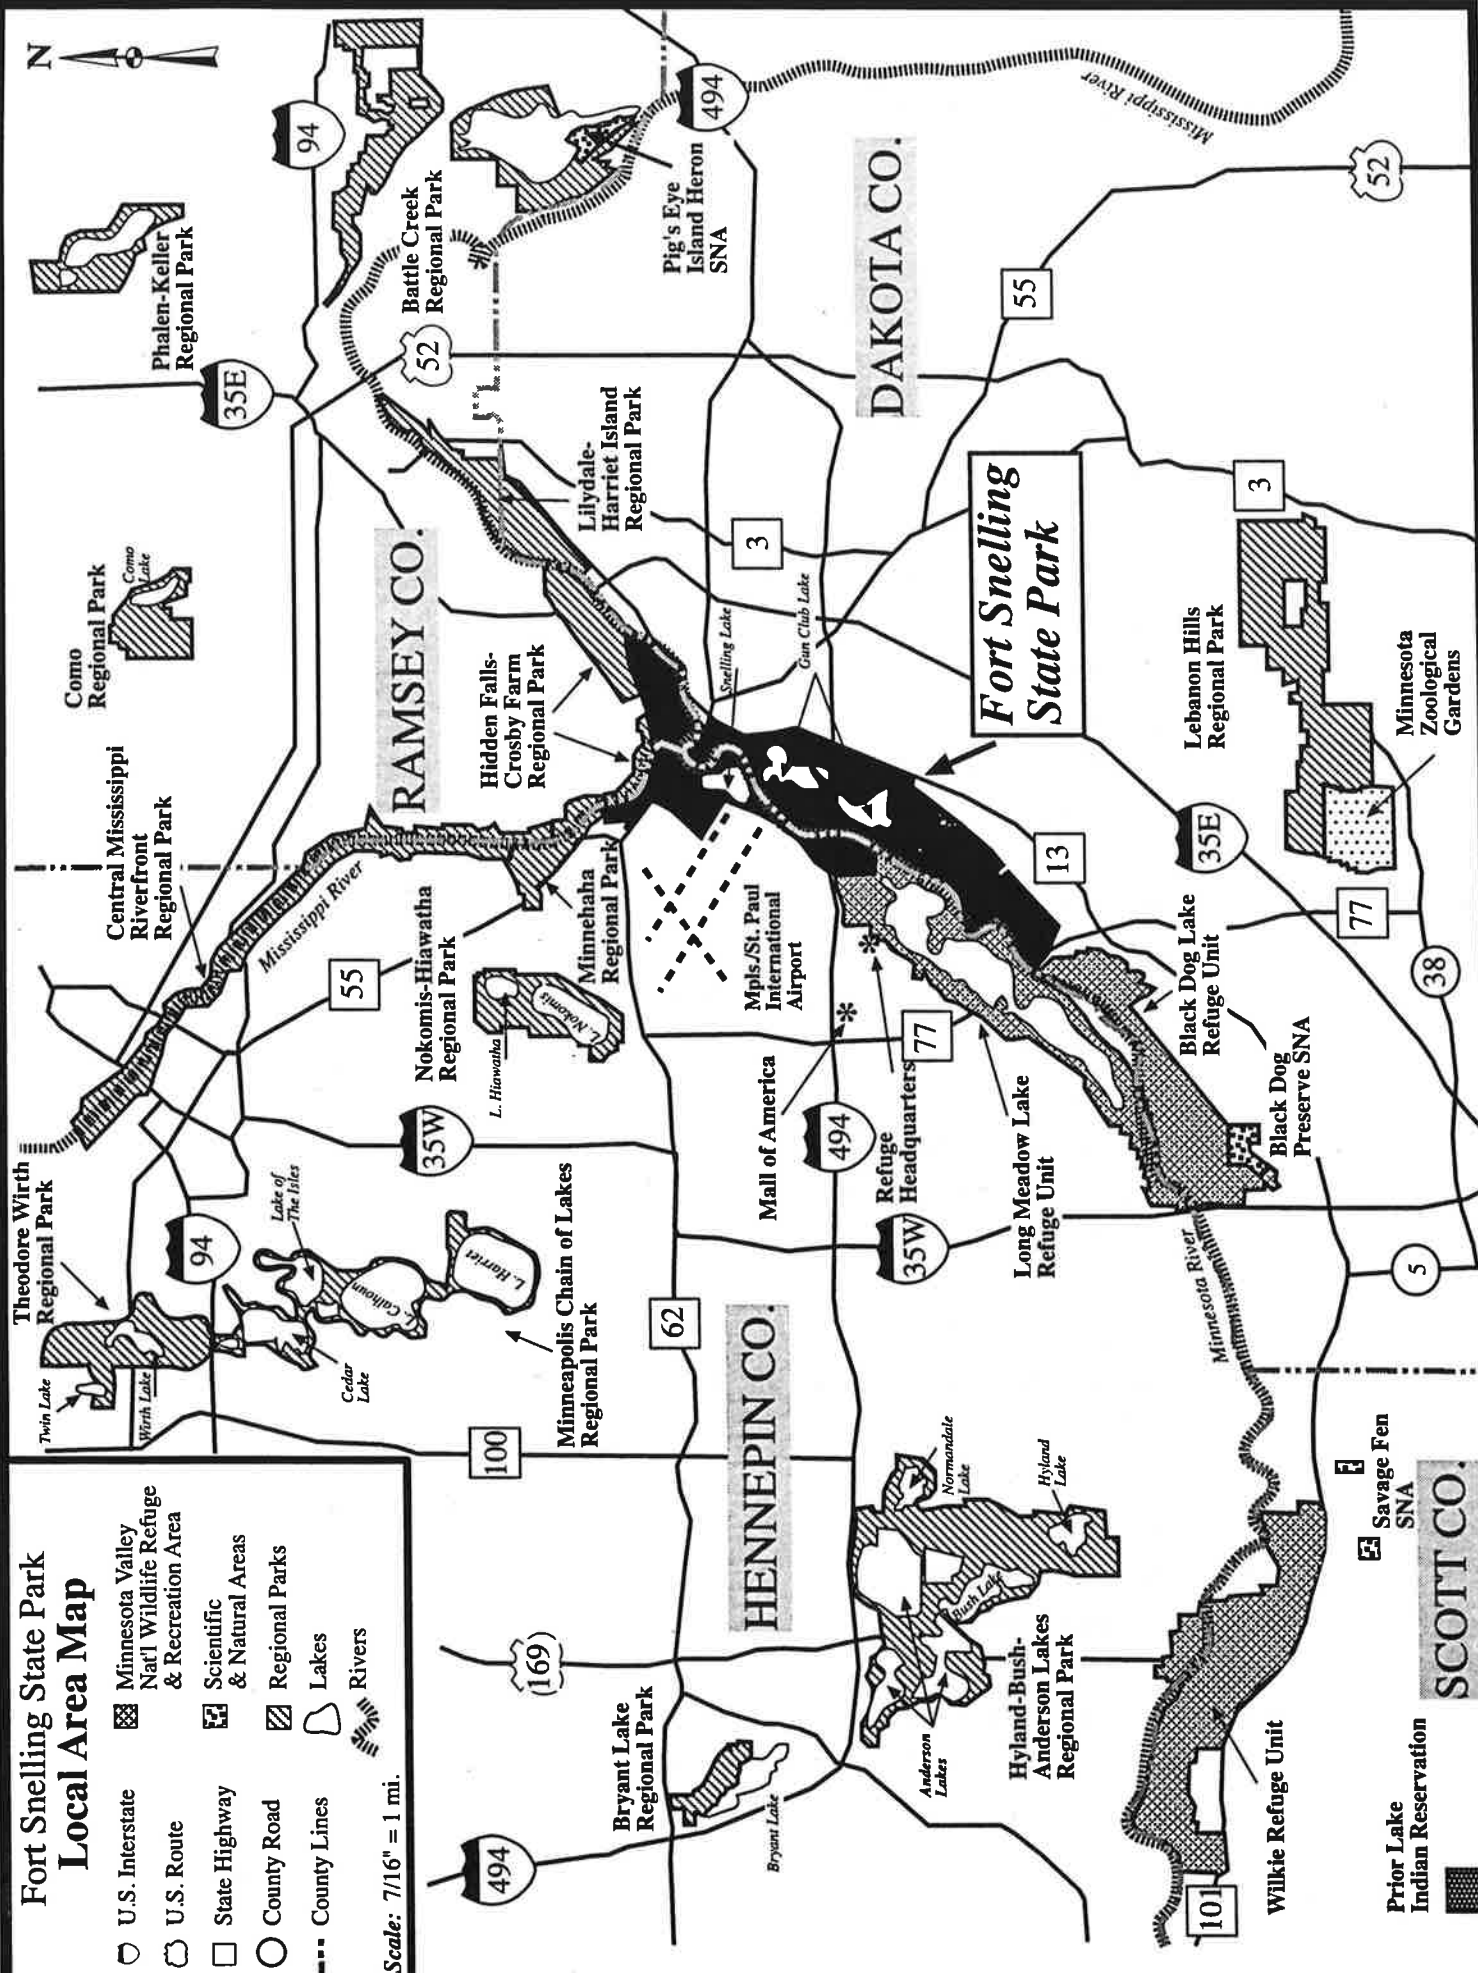 Fort Snelling State Park
Local Area Map
U.S. Interstate
U.S. Route
State Highway
County Road
County Lines
Scale: 7/16" = 1 mi.
Minnesota Valley
Nat'l Wildlife Refuge
& Recreation Area
Scientific
& Natural Areas
Regional Parks
Lakes
Rivers
N
Theodore Wirth
Regional Park
Twin Lake
Wirth Lake
94
Lake of
The Isles
Cedar
Lake
L. Calhoun
L. Harriet
Minneapolis Chain of Lakes
Regional Park
100
35W
Central Mississippi
Riverfront
Regional Park
Mississippi River
55
Nokomis-Hiawatha
Regional Park
L. Hiawatha
L. Nokomis
Minnehaha
Regional Park
Como
Regional Park
Como
Lake
RAMSEY CO.
Hidden Falls-
Crosby Farm
Regional Park
Phalen-Keller
Regional Park
35E
94
52
Battle Creek
Regional Park
Lilydale-
Harriet Island
Regional Park
Pig's Eye
Island Heron
SNA
494
Mississippi River
DAKOTA CO.
52
55
3
Snelling Lake
Gun Club Lake
Fort Snelling
State Park
3
Lebanon Hills
Regional Park
Minnesota
Zoological
Gardens
35E
13
77
38
Mpls./St. Paul
International
Airport
Mall of America
494
77
Refuge
Headquarters
Long Meadow Lake
Refuge Unit
Black Dog Lake
Refuge Unit
Black Dog
Preserve SNA
35W
62
HENNEPIN CO.
Minnesota River
5
169
Bryant Lake
Regional Park
Bryant Lake
494
Normandale
Lake
Hyland
Lake
Bush Lake
Anderson
Lakes
Hyland-Bush-
Anderson Lakes
Regional Park
Savage Fen
SNA
SCOTT CO.
Wilkie Refuge Unit
101
Prior Lake
Indian Reservation